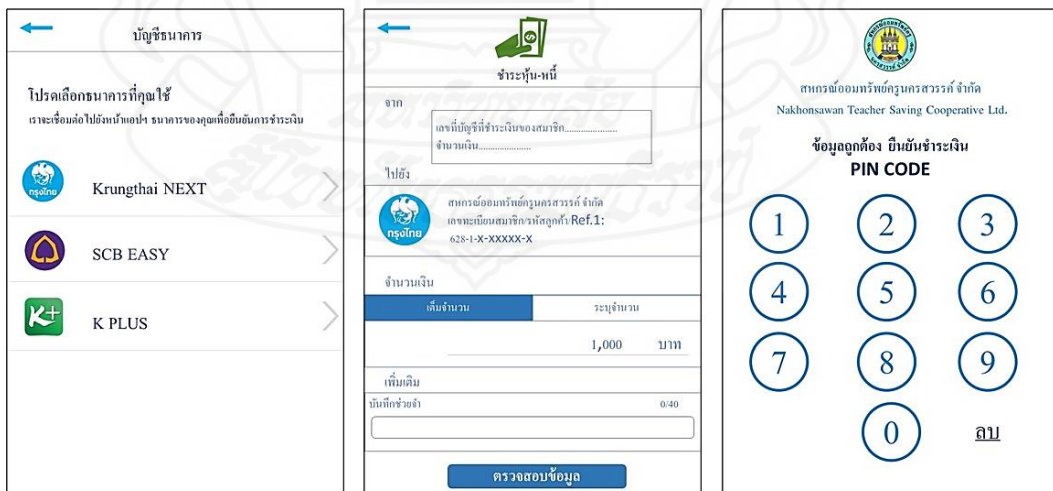 บัญชีธนาคาร
โปรดเลือกธนาคารที่คุณใช้
เราจะเชื่อมต่อไปยังหน้าแอปฯ ธนาคารของคุณเพื่อยืนยันการชำระเงิน
กรุงไทย
Krungthai NEXT
SCB EASY
K+
K PLUS
ชำระหุ้น-หนี้
จาก
เลขที่บัญชีที่ชำระเงินของสมาชิก....................
จำนวนเงิน....................
ไปยัง
กรุงไทย
สหกรณ์ออมทรัพย์ครูนครสวรรค์ จำกัด
เลขทะเบียนสมาชิก/รหัสลูกค้า/Ref.1:
628-1-X-XXXXX-X
จำนวนเงิน
เต็มจำนวน
ระบุจำนวน
1,000 บาท
เพิ่มเติม
บันทึกช่วยจำ 0/40
ตรวจสอบข้อมูล
สหกรณ์ออมทรัพย์ครูนครสวรรค์ จำกัด
Nakhonsawan Teacher Saving Cooperative Ltd.
ข้อมูลถูกต้อง ยืนยันชำระเงิน
PIN CODE
1 2 3
4 5 6
7 8 9
0 ลบ